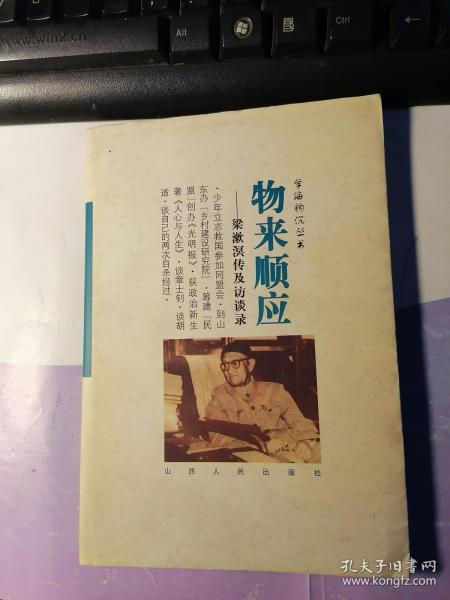 www.win2.cn
Alt
Ctrl
Alt
学海钩沉丛书
物来顺应
——梁漱溟传及访谈录
·少年立志救国参加同盟会·到山
东办「乡村建设研究院」·筹建「民
盟」创办《光明报》·获政治新生
著《人心与人生》·谈章士钊·谈胡
适·谈自己的两次自杀经过·
山西人民出版社
孔夫子旧书网
www.kongfz.com